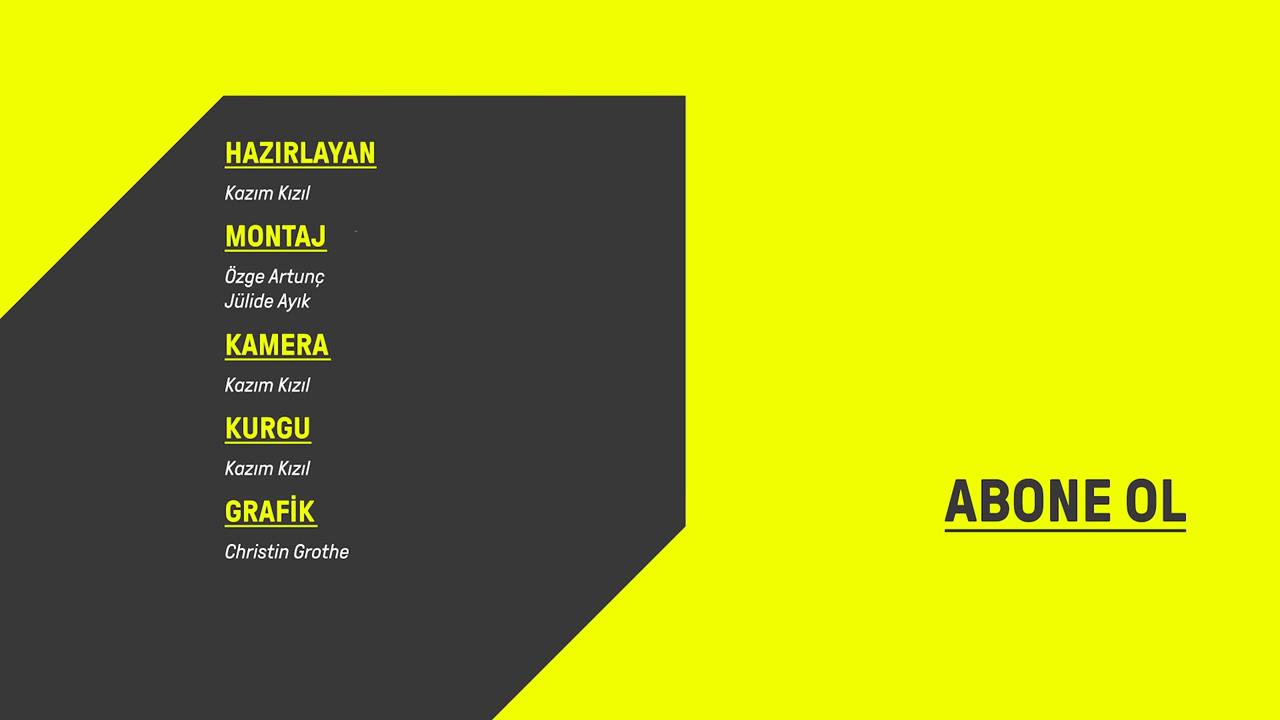 HAZIRLAYAN
Kazım Kızıl
MONTAJ
Özge Artunç
Jülide Ayık
KAMERA
Kazım Kızıl
KURGU
Kazım Kızıl
GRAFİK
Christin Grothe
ABONE OL